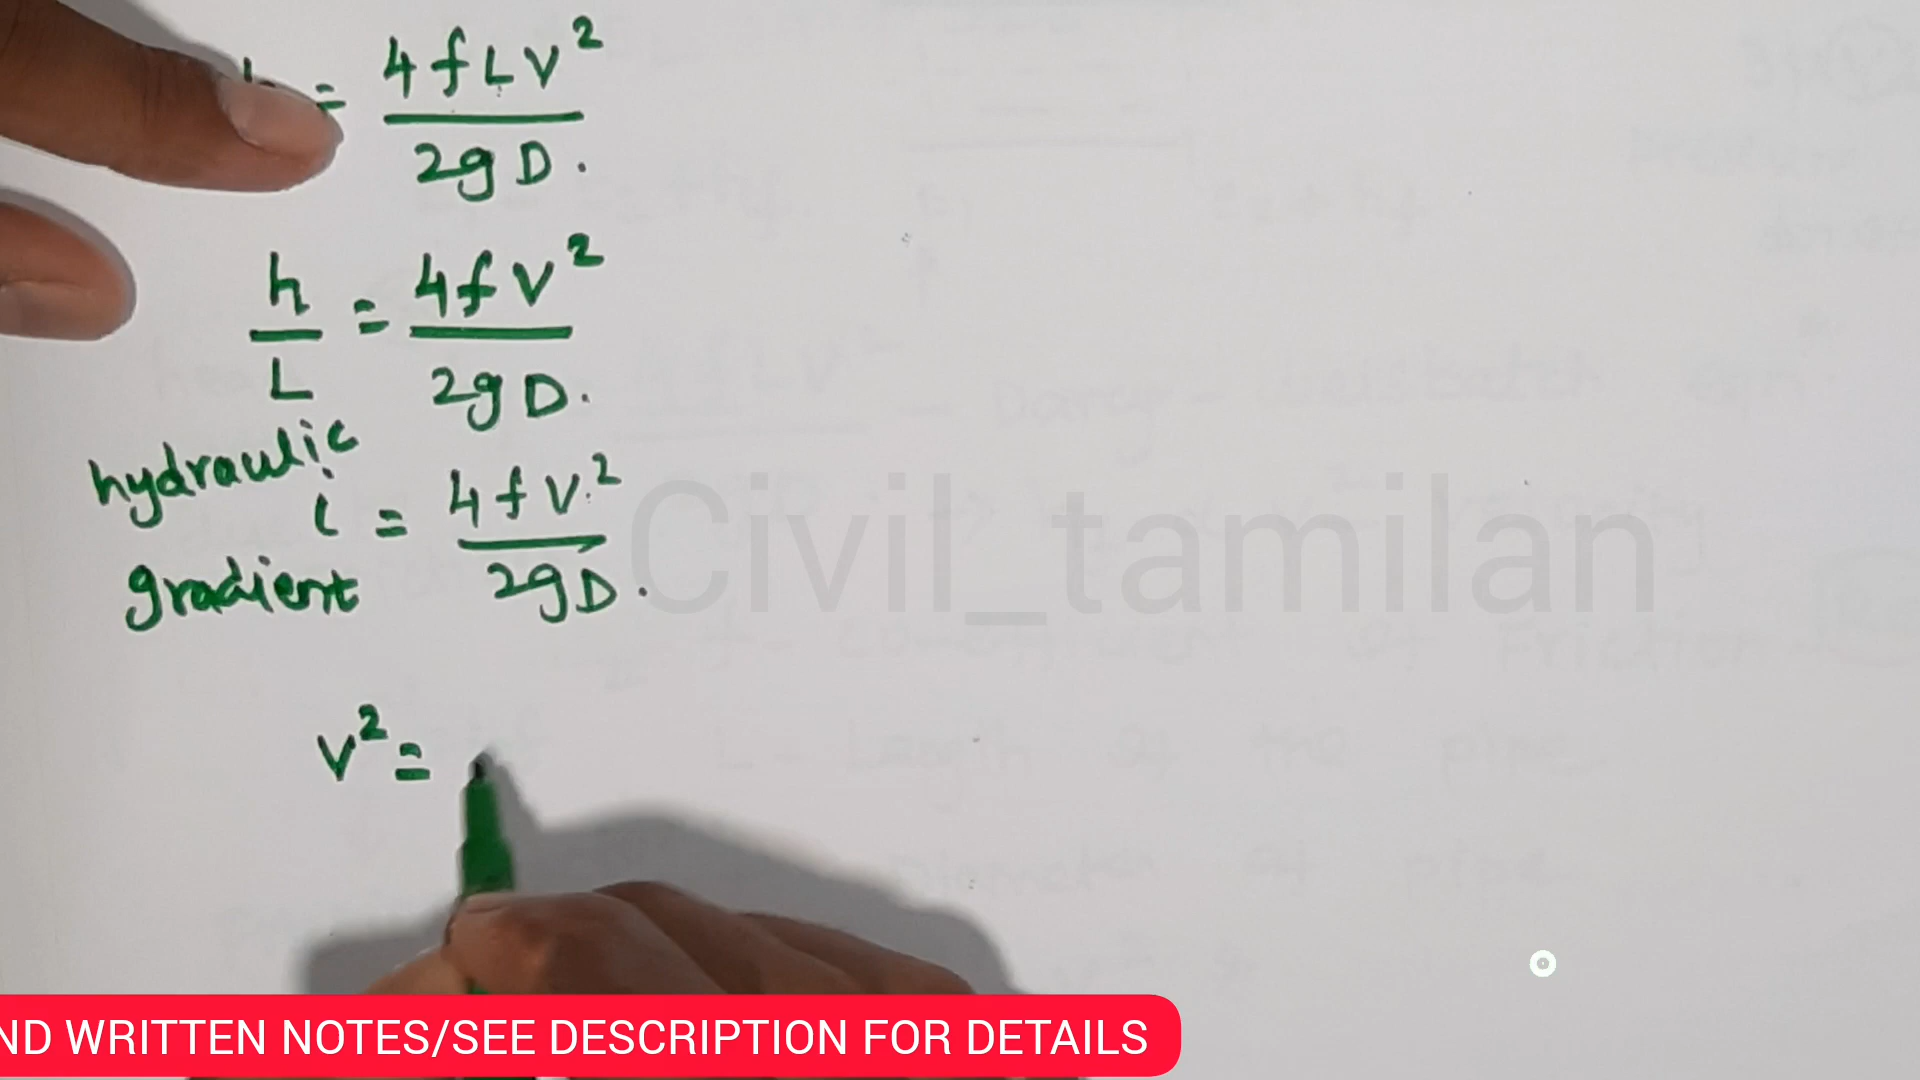 h = 4fLV²
2gD.
h = 4fV²
L 2gD.
hydraulic
i = 4fV²
gradient 2gD.
Civil_tamilan
V² =
ND WRITTEN NOTES/SEE DESCRIPTION FOR DETAILS